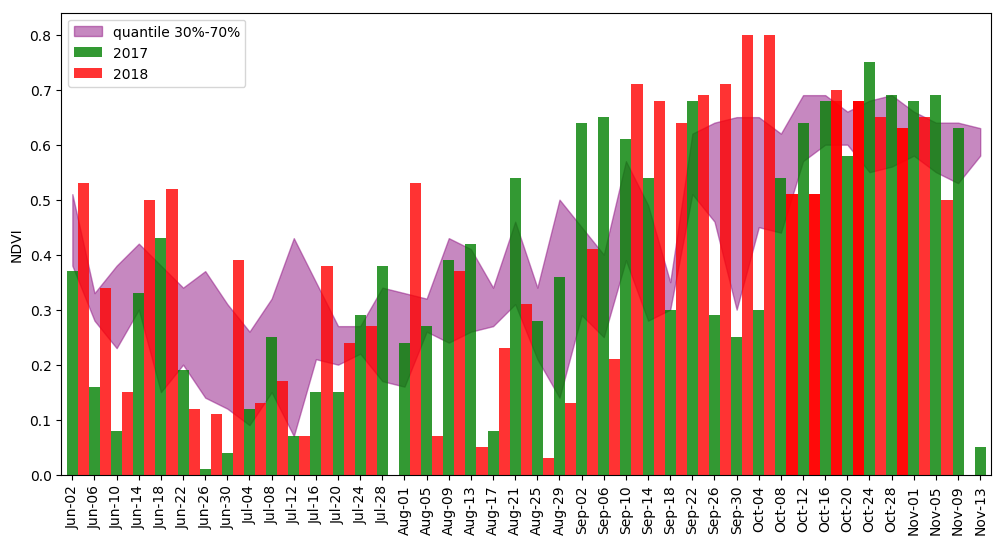 quantile 30%-70%
2017
2018
NDVI
0.8
0.7
0.6
0.5
0.4
0.3
0.2
0.1
0.0
Jun-02
Jun-06
Jun-10
Jun-14
Jun-18
Jun-22
Jun-26
Jun-30
Jul-04
Jul-08
Jul-12
Jul-16
Jul-20
Jul-24
Jul-28
Aug-01
Aug-05
Aug-09
Aug-13
Aug-17
Aug-21
Aug-25
Aug-29
Sep-02
Sep-06
Sep-10
Sep-14
Sep-18
Sep-22
Sep-26
Sep-30
Oct-04
Oct-08
Oct-12
Oct-16
Oct-20
Oct-24
Oct-28
Nov-01
Nov-05
Nov-09
Nov-13